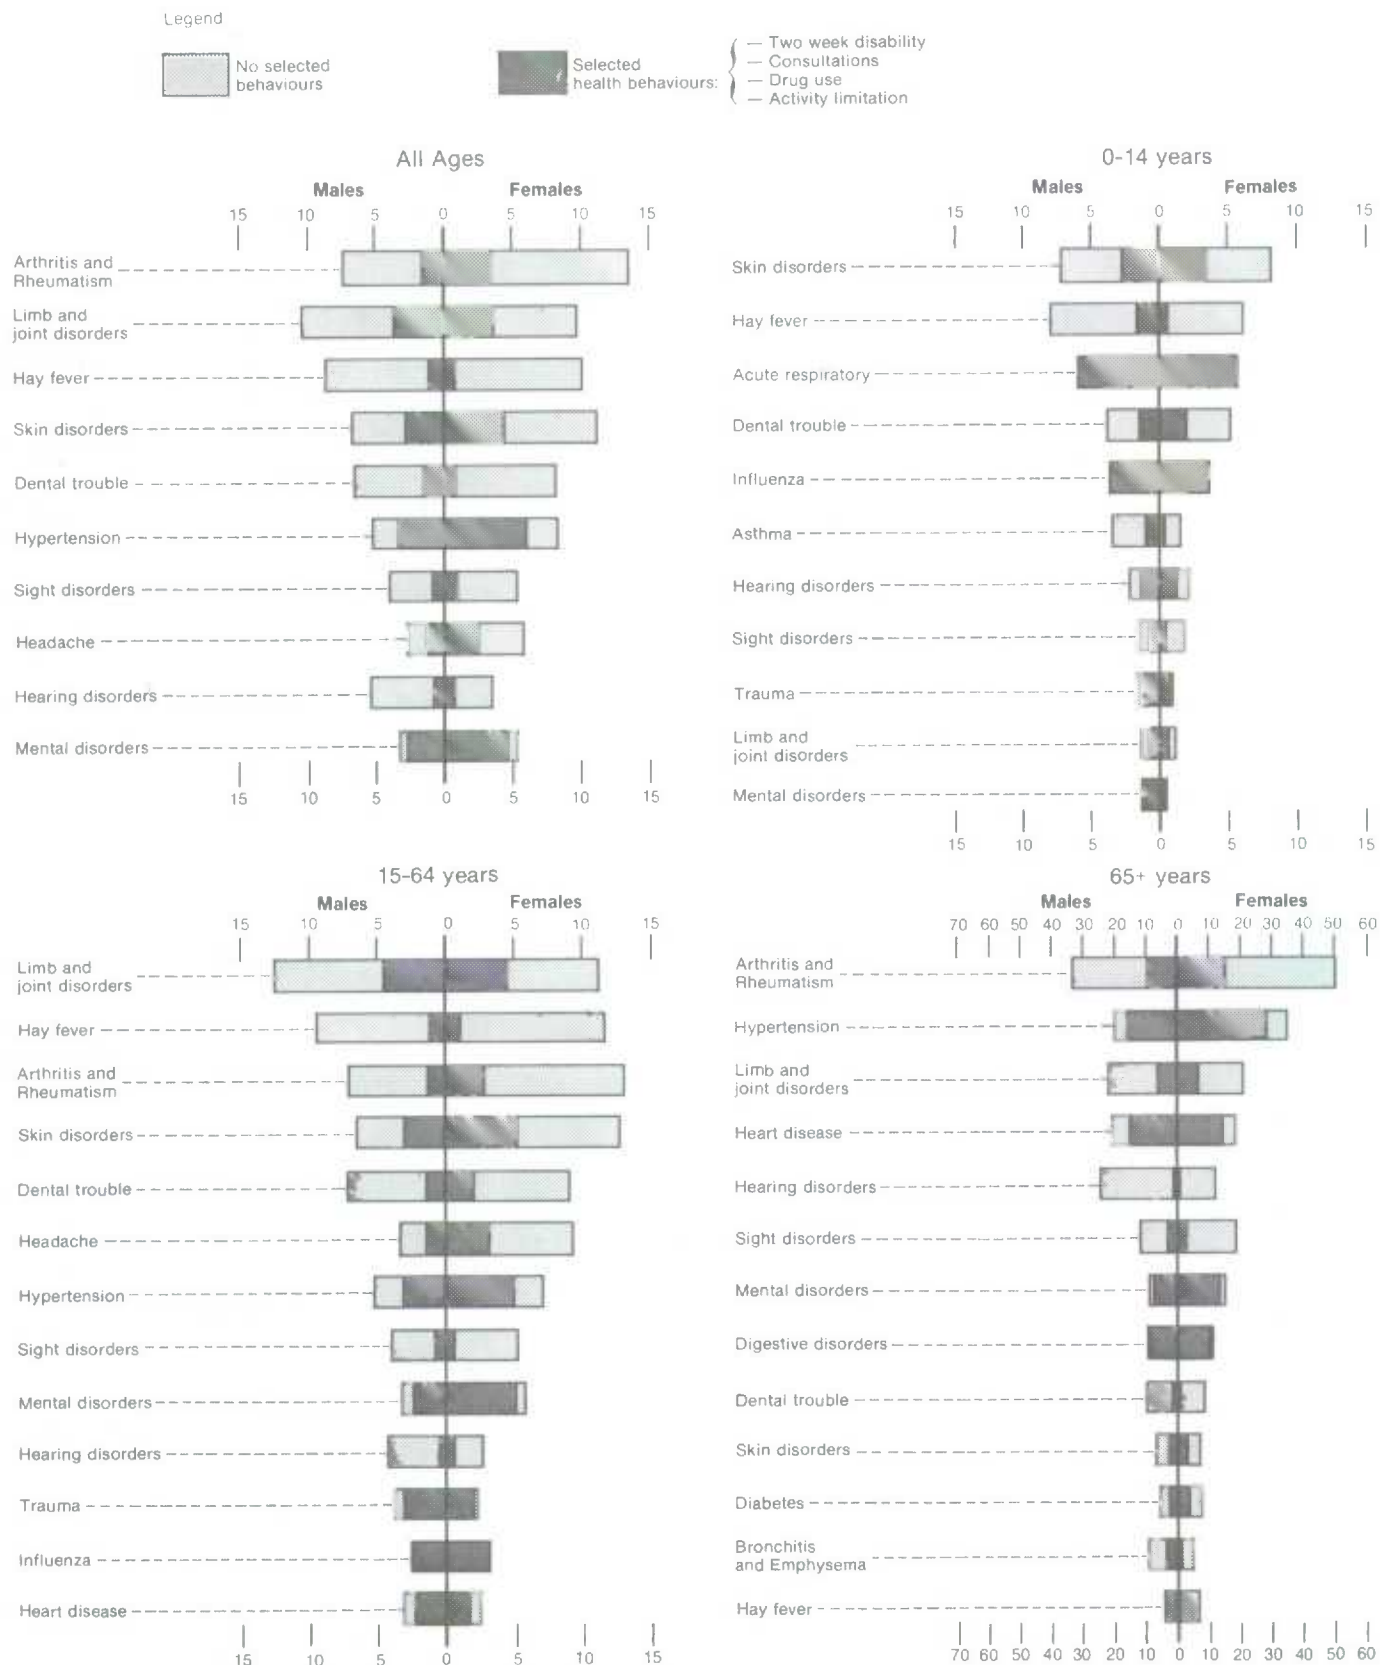 Legend
No selected
behaviours
Selected
health behaviours:
— Two week disability
— Consultations
— Drug use
— Activity limitation
All Ages
Males Females
15 10 5 0 5 10 15
Arthritis and
Rheumatism
Limb and
joint disorders
Hay fever
Skin disorders
Dental trouble
Hypertension
Sight disorders
Headache
Hearing disorders
Mental disorders
15 10 5 0 5 10 15
0-14 years
Males Females
15 10 5 0 5 10 15
Skin disorders
Hay fever
Acute respiratory
Dental trouble
Influenza
Asthma
Hearing disorders
Sight disorders
Trauma
Limb and
joint disorders
Mental disorders
15 10 5 0 5 10 15
15-64 years
Males Females
15 10 5 0 5 10 15
Limb and
joint disorders
Hay fever
Arthritis and
Rheumatism
Skin disorders
Dental trouble
Headache
Hypertension
Sight disorders
Mental disorders
Hearing disorders
Trauma
Influenza
Heart disease
15 10 5 0 5 10 15
65+ years
Males Females
70 60 50 40 30 20 10 0 10 20 30 40 50 60
Arthritis and
Rheumatism
Hypertension
Limb and
joint disorders
Heart disease
Hearing disorders
Sight disorders
Mental disorders
Digestive disorders
Dental trouble
Skin disorders
Diabetes
Bronchitis
and Emphysema
Hay fever
70 60 50 40 30 20 10 0 10 20 30 40 50 60